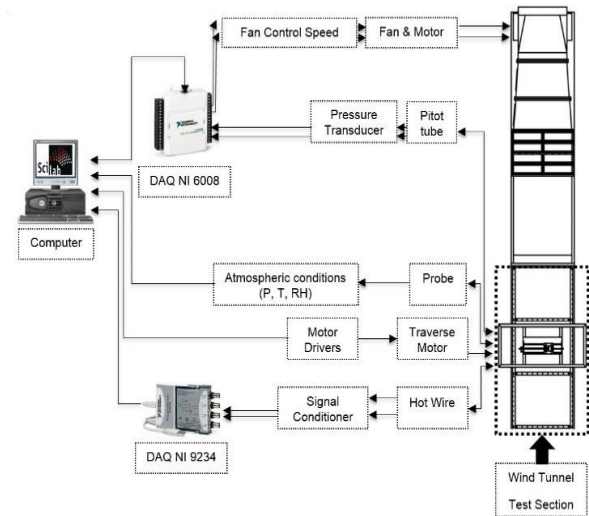 Fan Control Speed
Fan & Motor
Pressure
Transducer
Pitot
tube
Scilab
DAQ NI 6008
Computer
Atmospheric conditions
(P, T, RH)
Probe
Motor
Drivers
Traverse
Motor
Signal
Conditioner
Hot Wire
DAQ NI 9234
Wind Tunnel
Test Section